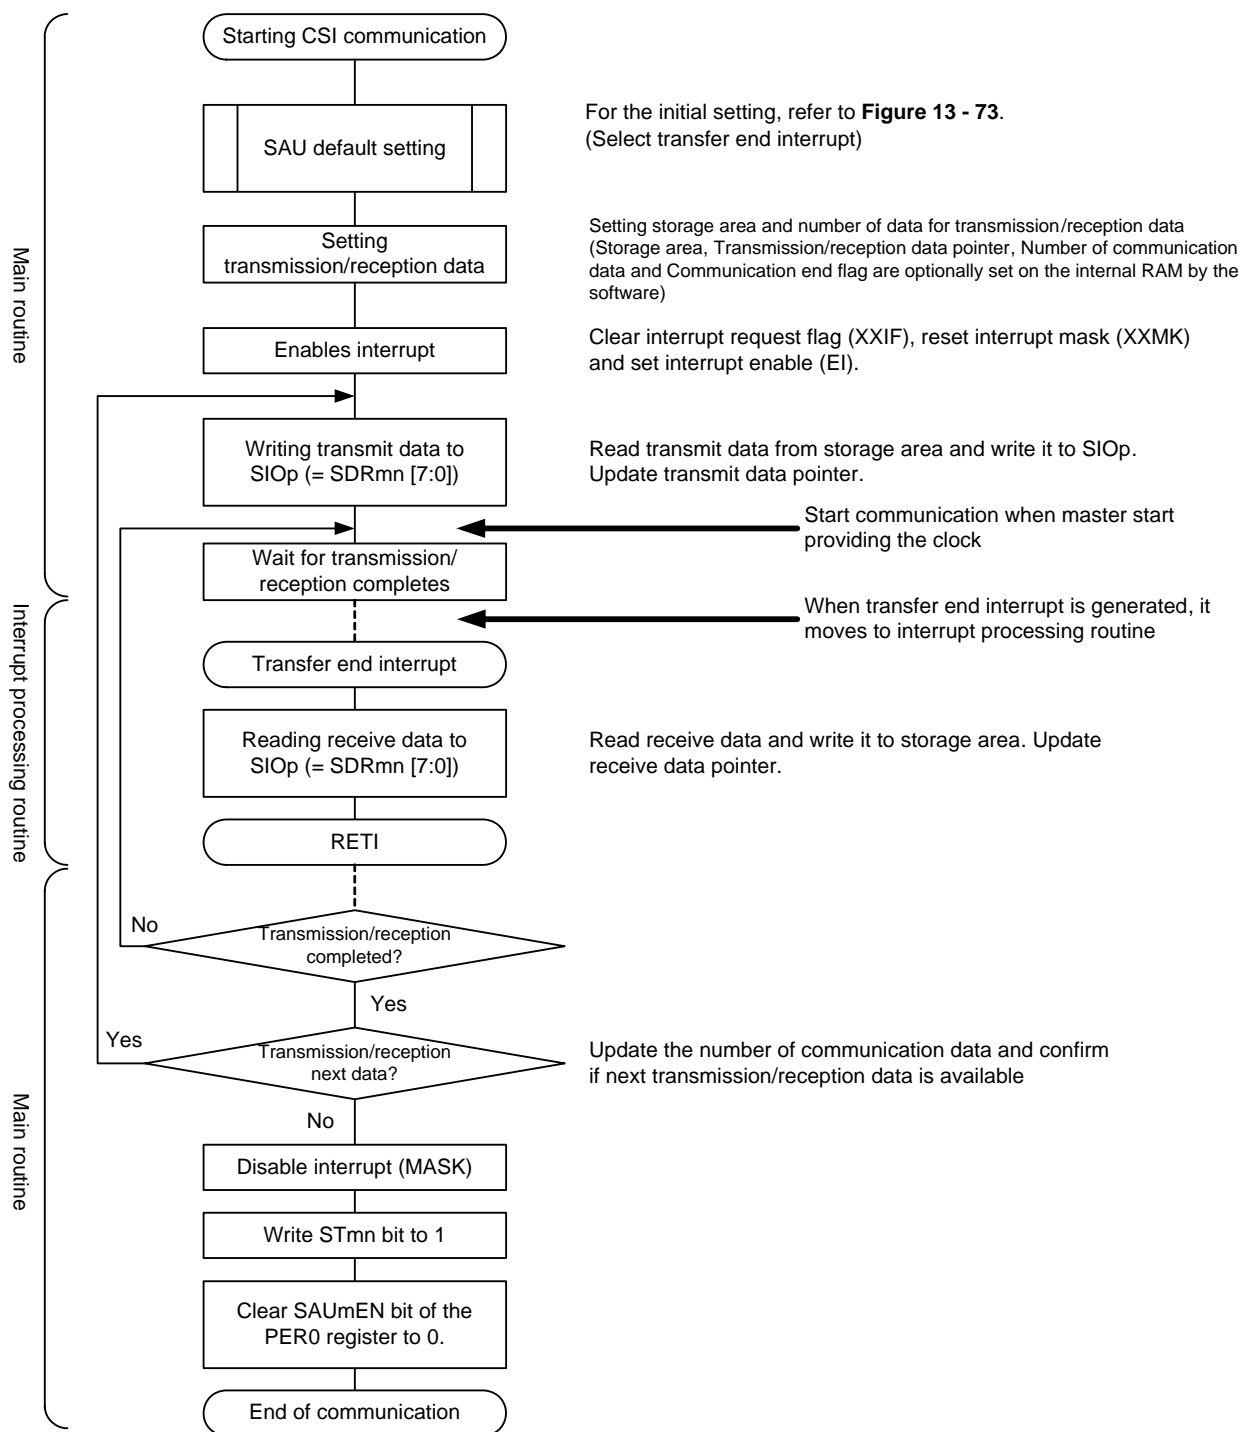 Starting CSI communication
SAU default setting
For the initial setting, refer to Figure 13 - 73.
(Select transfer end interrupt)
Setting
transmission/reception data
Setting storage area and number of data for transmission/reception data
(Storage area, Transmission/reception data pointer, Number of communication
data and Communication end flag are optionally set on the internal RAM by the
software)
Main routine
Enables interrupt
Clear interrupt request flag (XXIF), reset interrupt mask (XXMK)
and set interrupt enable (EI).
Writing transmit data to
SIOp (= SDRmn [7:0])
Read transmit data from storage area and write it to SIOp.
Update transmit data pointer.
Start communication when master start
providing the clock
Wait for transmission/
reception completes
When transfer end interrupt is generated, it
moves to interrupt processing routine
Interrupt processing routine
Transfer end interrupt
Reading receive data to
SIOp (= SDRmn [7:0])
Read receive data and write it to storage area. Update
receive data pointer.
RETI
No
Transmission/reception
completed?
Yes
Yes
Transmission/reception
next data?
Update the number of communication data and confirm
if next transmission/reception data is available
No
Main routine
Disable interrupt (MASK)
Write STmn bit to 1
Clear SAUmEN bit of the
PER0 register to 0.
End of communication